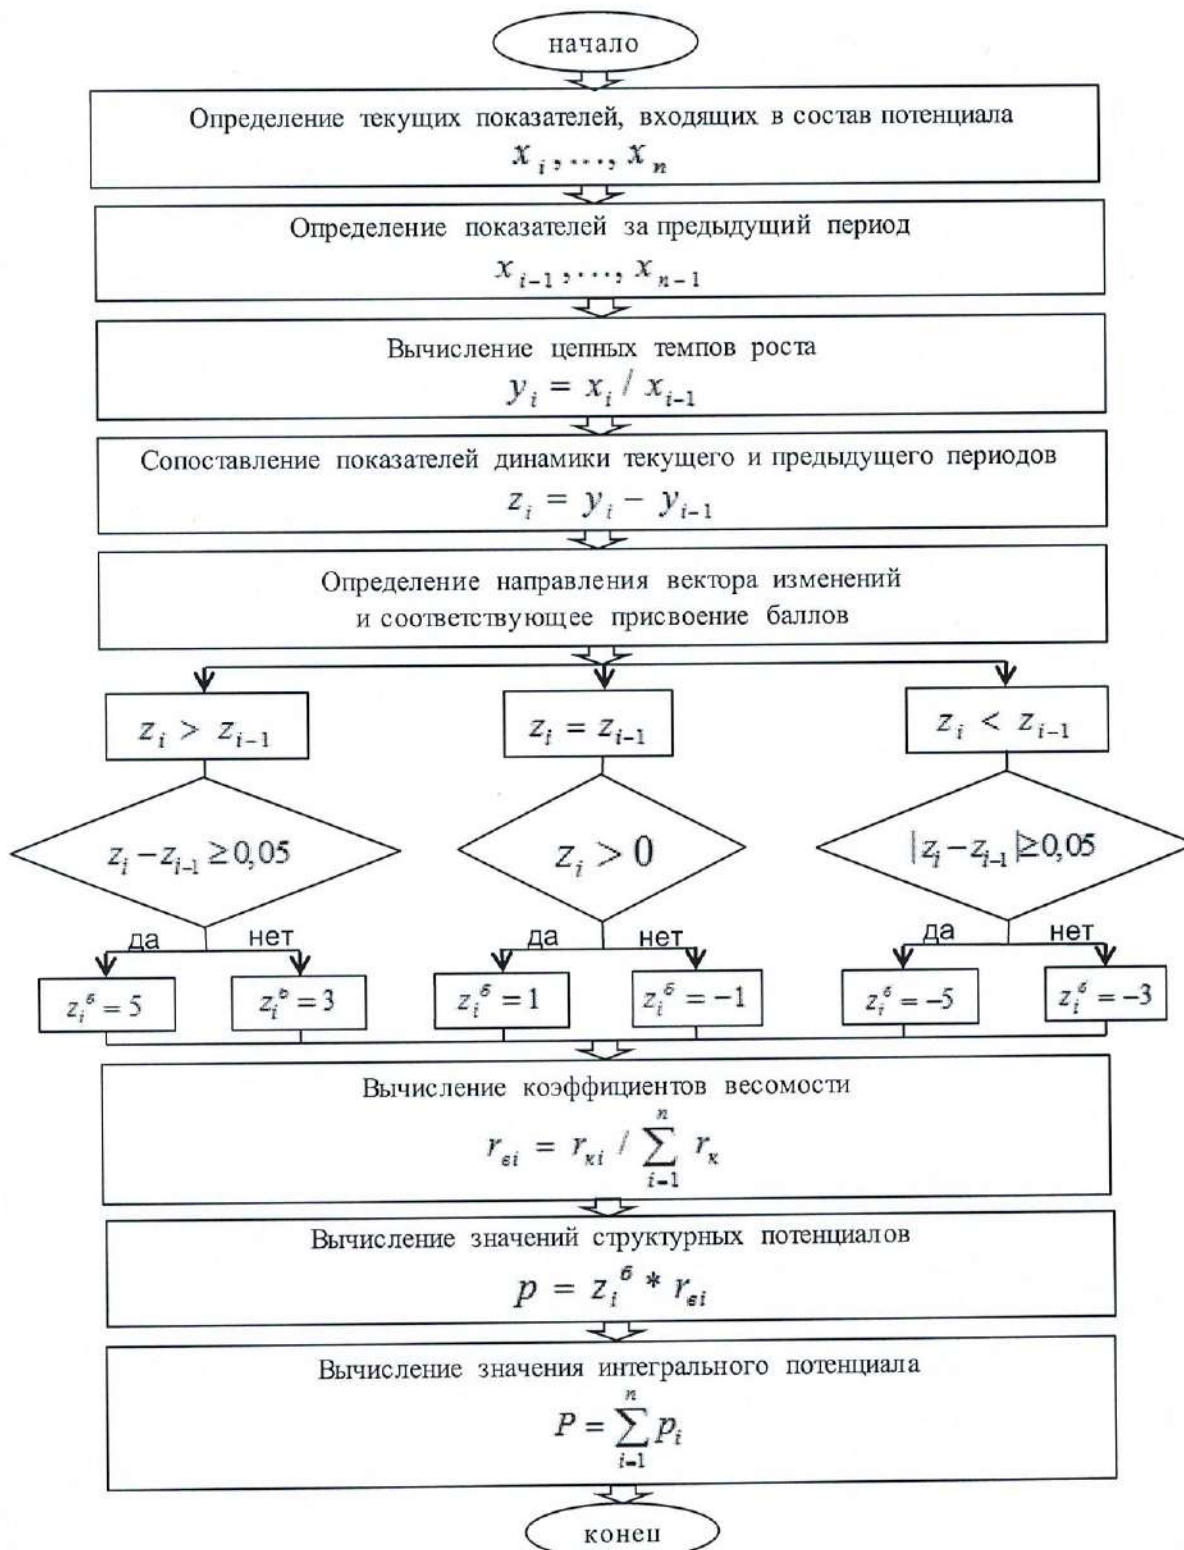 начало
Определение текущих показателей, входящих в состав потенциала
x_i, ..., x_n
Определение показателей за предыдущий период
x_{i-1}, ..., x_{n-1}
Вычисление цепных темпов роста
y_i = x_i / x_{i-1}
Сопоставление показателей динамики текущего и предыдущего периодов
z_i = y_i - y_{i-1}
Определение направления вектора изменений
и соответствующее присвоение баллов
z_i > z_{i-1}
z_i = z_{i-1}
z_i < z_{i-1}
z_i - z_{i-1} ≥ 0,05
z_i > 0
|z_i - z_{i-1}| ≥ 0,05
да нет
да нет
да нет
z_i^б = 5
z_i^б = 3
z_i^б = 1
z_i^б = -1
z_i^б = -5
z_i^б = -3
Вычисление коэффициентов весомости
r_{вi} = r_{кi} / ∑_{i=1}^{n} r_к
Вычисление значений структурных потенциалов
p = z_i^б * r_{вi}
Вычисление значения интегрального потенциала
P = ∑_{i=1}^{n} p_i
конец